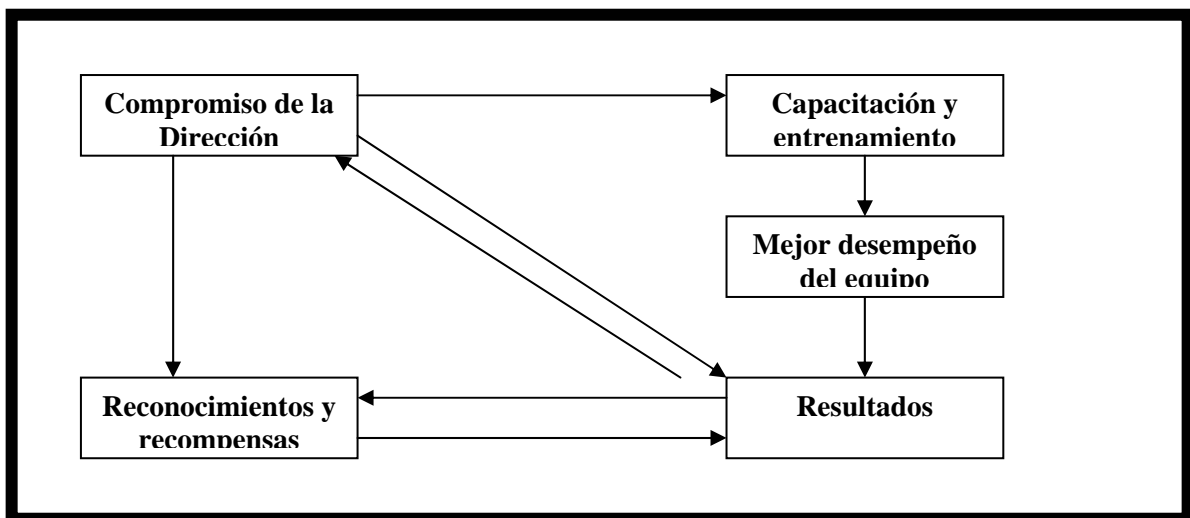 Compromiso de la
Dirección
Capacitación y
entrenamiento
Mejor desempeño
del equipo
Reconocimientos y
recompensas
Resultados